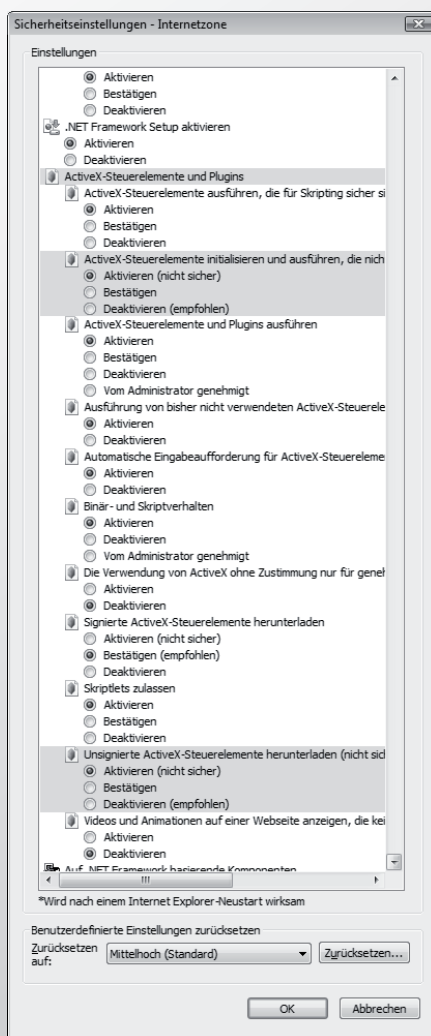 Sicherheitseinstellungen - Internetzone
Einstellungen
Aktivieren
Bestätigen
Deaktivieren
.NET Framework Setup aktivieren
Aktivieren
Deaktivieren
ActiveX-Steuerelemente und Plugins
ActiveX-Steuerelemente ausführen, die für Skripting sicher si
Aktivieren
Bestätigen
Deaktivieren
ActiveX-Steuerelemente initialisieren und ausführen, die nich
Aktivieren (nicht sicher)
Bestätigen
Deaktivieren (empfohlen)
ActiveX-Steuerelemente und Plugins ausführen
Aktivieren
Bestätigen
Deaktivieren
Vom Administrator genehmigt
Ausführung von bisher nicht verwendeten ActiveX-Steuerele
Aktivieren
Deaktivieren
Automatische Eingabeaufforderung für ActiveX-Steuereleme
Aktivieren
Deaktivieren
Binär- und Skriptverhalten
Aktivieren
Deaktivieren
Vom Administrator genehmigt
Die Verwendung von ActiveX ohne Zustimmung nur für geneh
Aktivieren
Deaktivieren
Signierte ActiveX-Steuerelemente herunterladen
Aktivieren (nicht sicher)
Bestätigen (empfohlen)
Deaktivieren
Skriptlets zulassen
Aktivieren
Bestätigen
Deaktivieren
Unsignierte ActiveX-Steuerelemente herunterladen (nicht sich
Aktivieren (nicht sicher)
Bestätigen
Deaktivieren (empfohlen)
Videos und Animationen auf einer Webseite anzeigen, die kei
Aktivieren
Deaktivieren
Auf .NET Framework basierende Komponenten
*Wird nach einem Internet Explorer-Neustart wirksam
Benutzerdefinierte Einstellungen zurücksetzen
Zurücksetzen auf:
Mittelhoch (Standard)
Zurücksetzen...
OK
Abbrechen